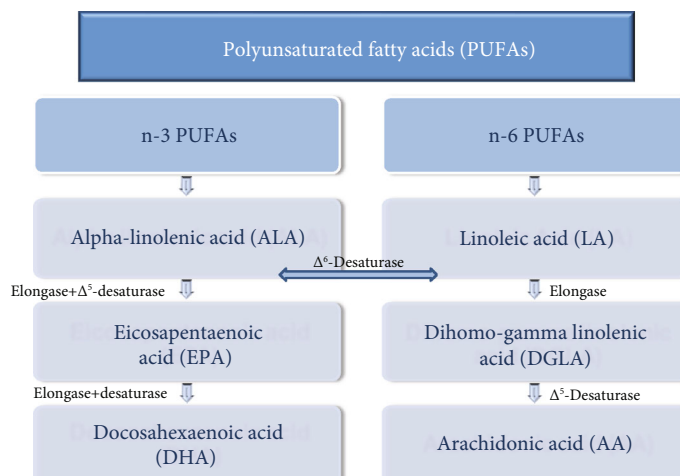 Polyunsaturated fatty acids (PUFAs)
n-3 PUFAs
n-6 PUFAs
Alpha-linolenic acid (ALA)
Linoleic acid (LA)
Δ⁶-Desaturase
Elongase+Δ⁵-desaturase
Elongase
Eicosapentaenoic
acid (EPA)
Dihomo-gamma linolenic
acid (DGLA)
Elongase+desaturase
Δ⁵-Desaturase
Docosahexaenoic acid
(DHA)
Arachidonic acid (AA)